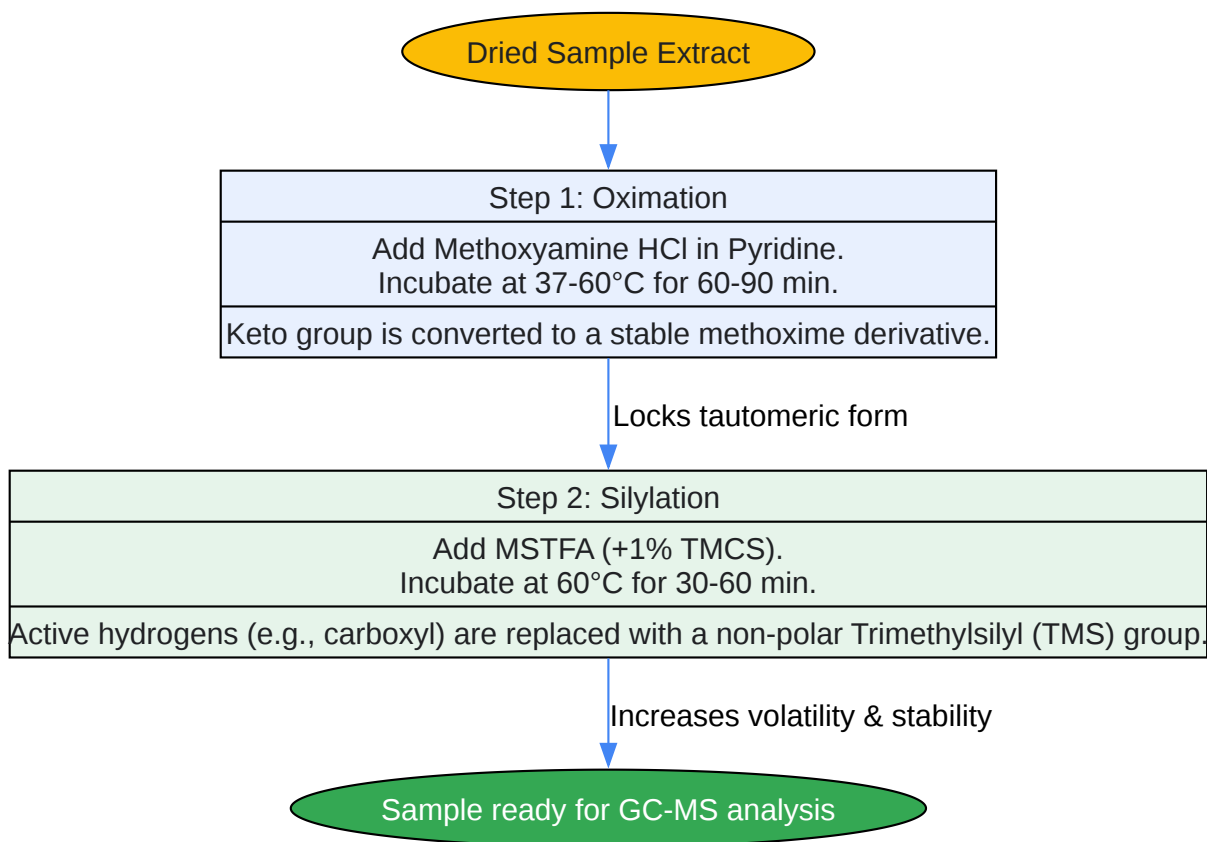 Dried Sample Extract
Step 1: Oximation
Add Methoxyamine HCl in Pyridine.
Incubate at 37-60°C for 60-90 min.
Keto group is converted to a stable methoxime derivative.
Locks tautomeric form
Step 2: Silylation
Add MSTFA (+1% TMCS).
Incubate at 60°C for 30-60 min.
Active hydrogens (e.g., carboxyl) are replaced with a non-polar Trimethylsilyl (TMS) group.
Increases volatility & stability
Sample ready for GC-MS analysis